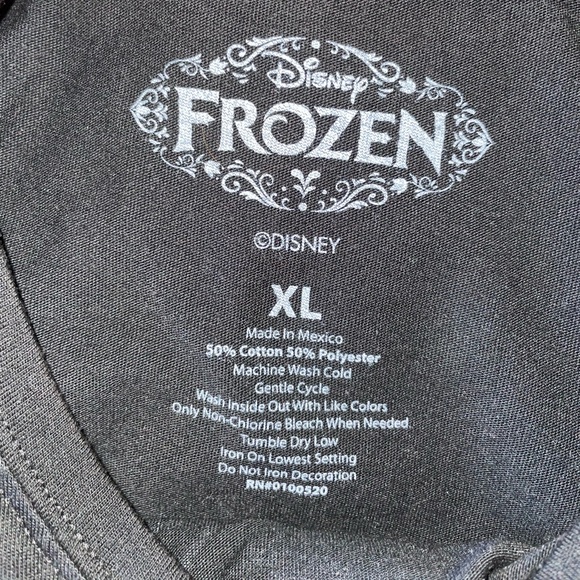 Disney
FROZEN
©DISNEY
XL
Made In Mexico
50% Cotton 50% Polyester
Machine Wash Cold
Gentle Cycle
Wash Inside Out With Like Colors
Only Non-Chlorine Bleach When Needed
Tumble Dry Low
Iron On Lowest Setting
Do Not Iron Decoration
RN#0100520